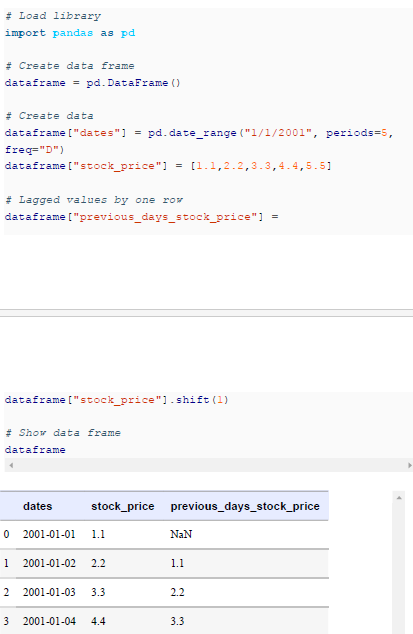 # Load library
import pandas as pd
# Create data frame
dataframe = pd.DataFrame()
# Create data
dataframe["dates"] = pd.date_range("1/1/2001", periods=5,
freq="D")
dataframe["stock_price"] = [1.1,2.2,3.3,4.4,5.5]
# Lagged values by one row
dataframe["previous_days_stock_price"] =
dataframe["stock_price"].shift(1)
# Show data frame
dataframe
dates stock_price previous_days_stock_price
0 2001-01-01 1.1 NaN
1 2001-01-02 2.2 1.1
2 2001-01-03 3.3 2.2
3 2001-01-04 4.4 3.3